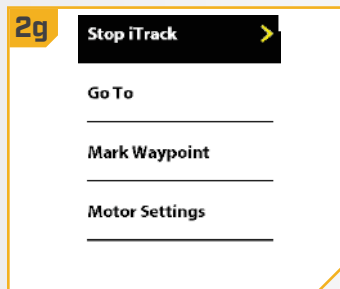 2g
Stop iTrack
Go To
Mark Waypoint
Motor Settings